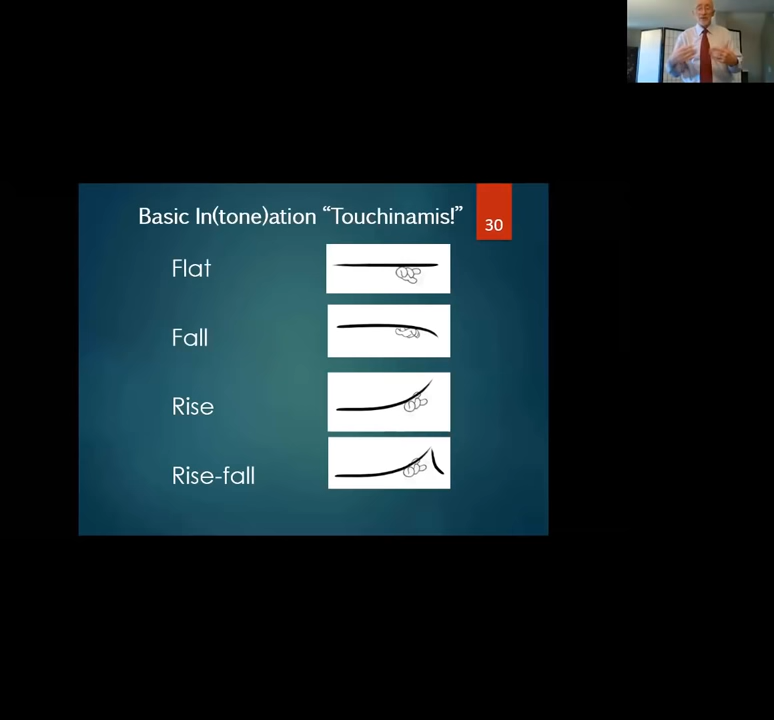 Basic In(tone)ation “Touchinamis!”
30
Flat
Fall
Rise
Rise-fall